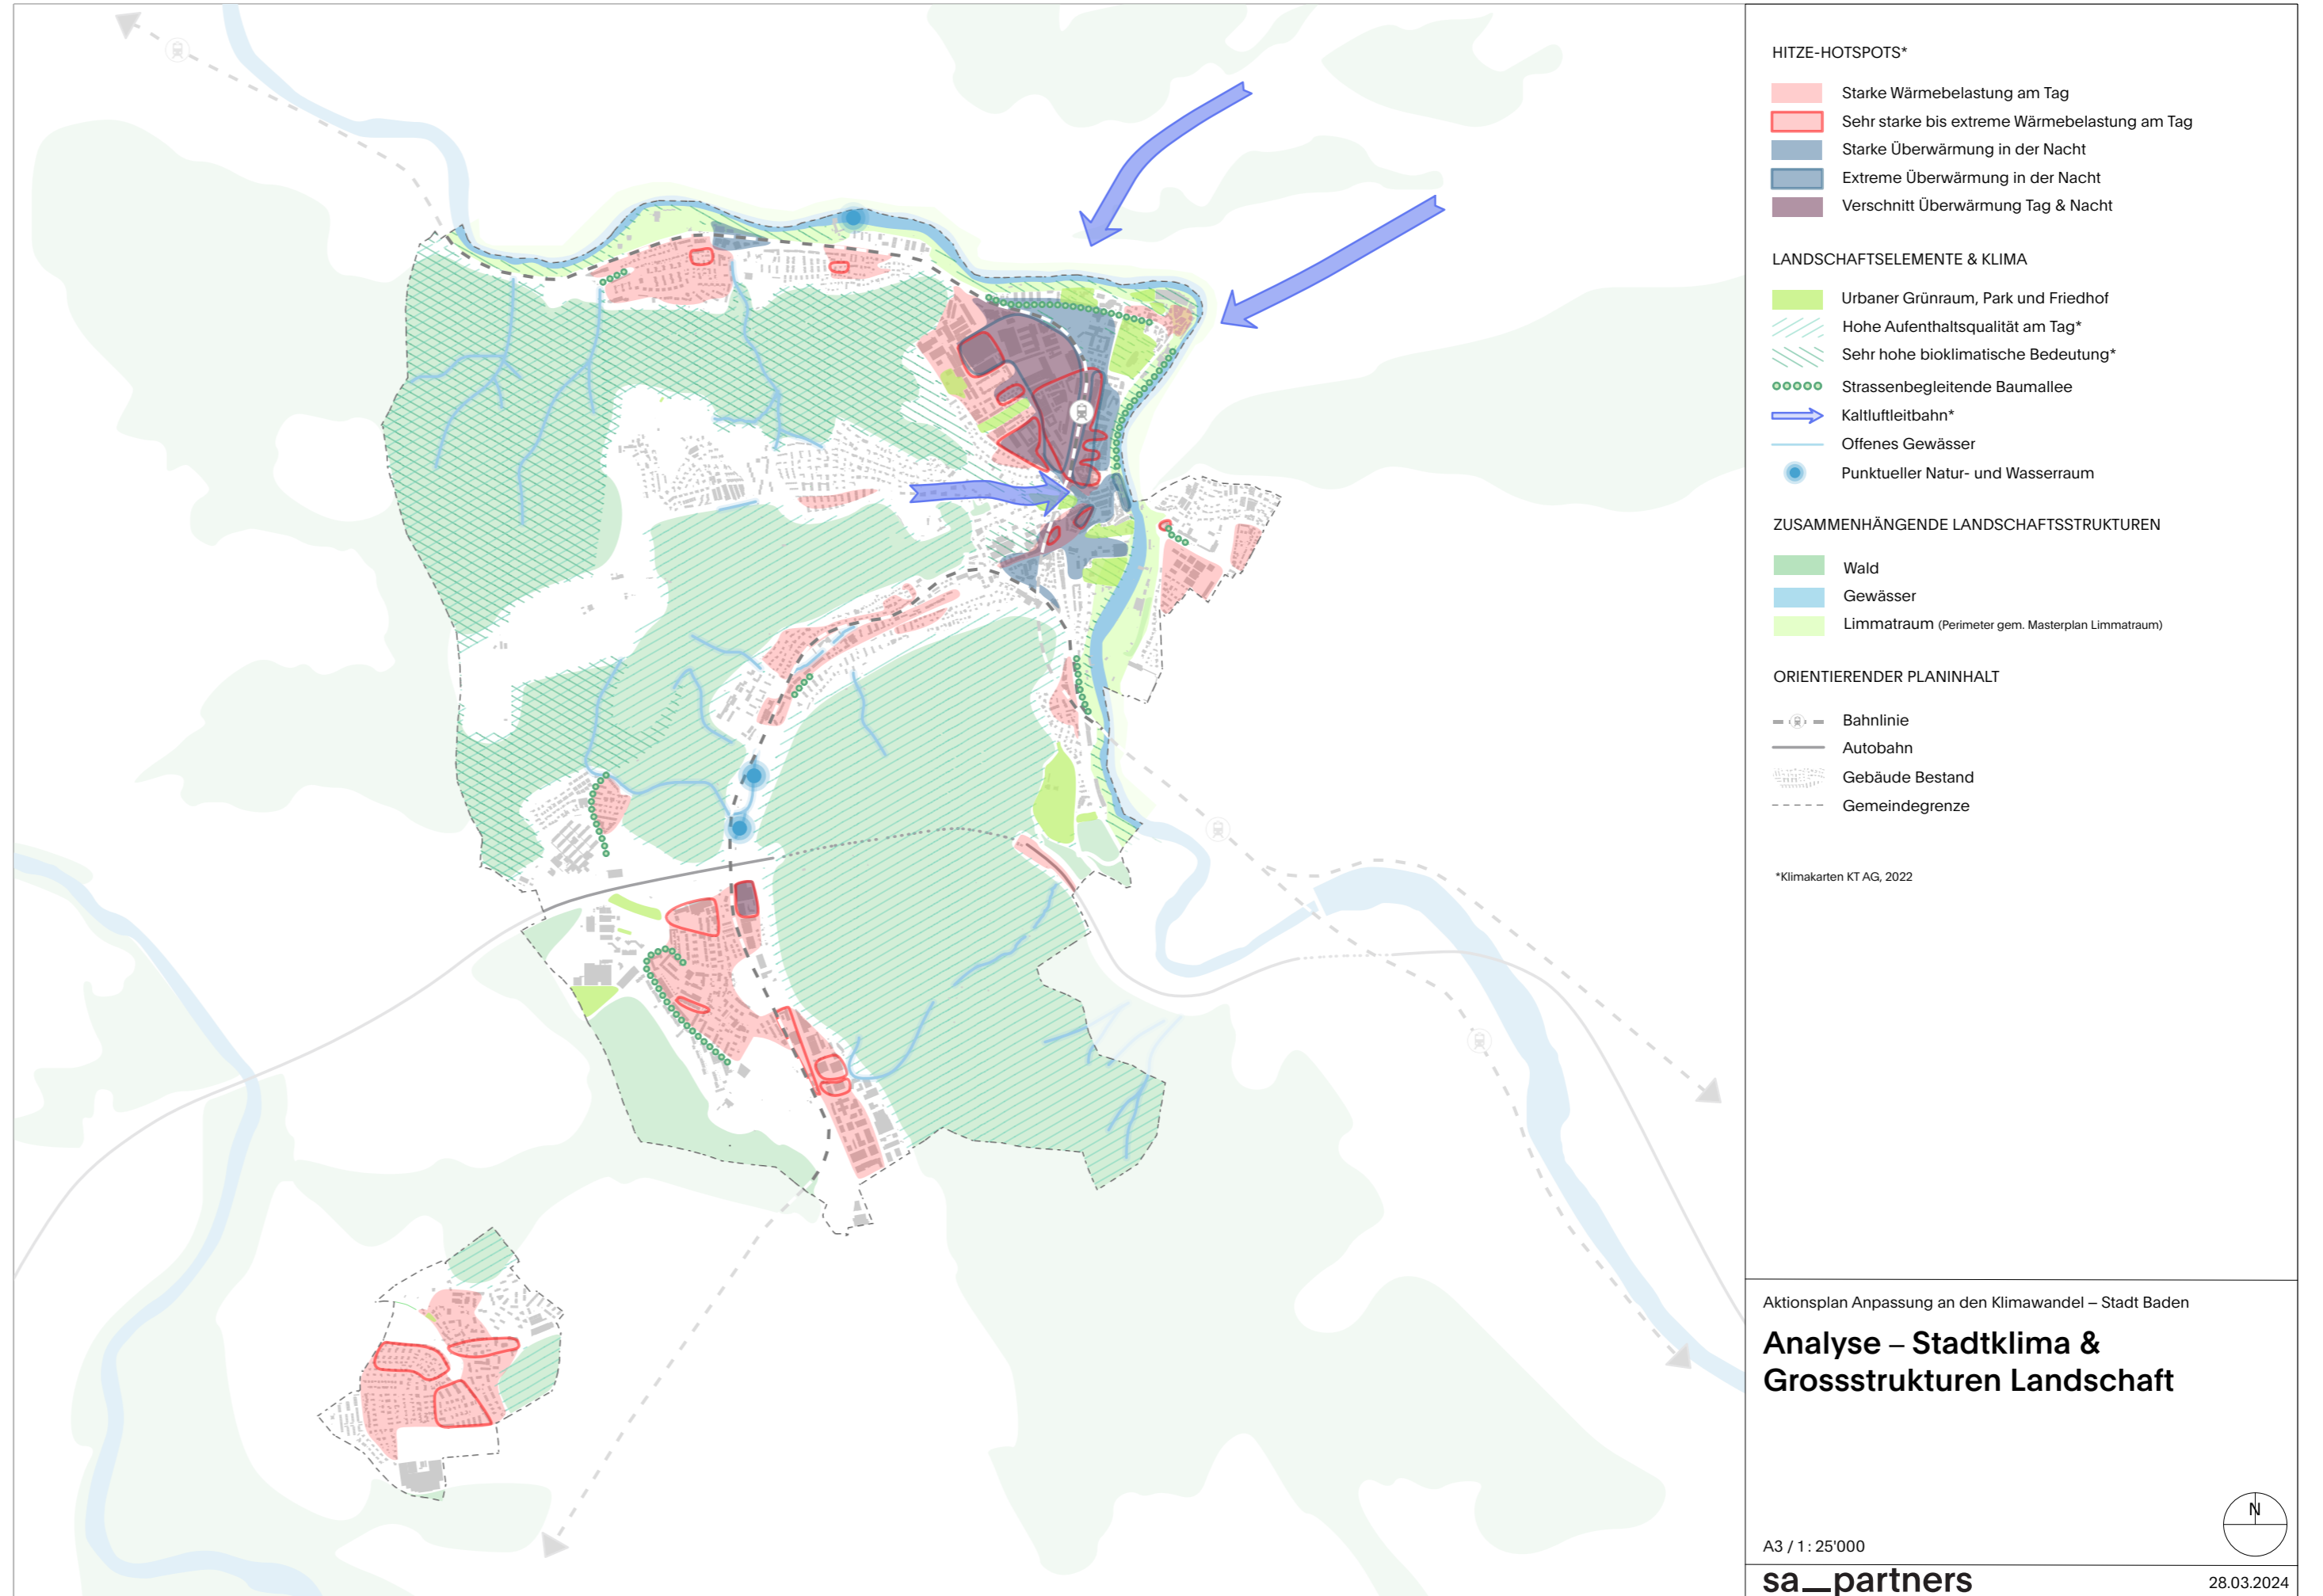 HITZE-HOTSPOTS*
Starke Wärmebelastung am Tag
Sehr starke bis extreme Wärmebelastung am Tag
Starke Überwärmung in der Nacht
Extreme Überwärmung in der Nacht
Verschnitt Überwärmung Tag & Nacht
LANDSCHAFTSELEMENTE & KLIMA
Urbaner Grünraum, Park und Friedhof
Hohe Aufenthaltsqualität am Tag*
Sehr hohe bioklimatische Bedeutung*
Strassenbegleitende Baumallee
Kaltluftleitbahn*
Offenes Gewässer
Punktueller Natur- und Wasserraum
ZUSAMMENHÄNGENDE LANDSCHAFTSSTRUKTUREN
Wald
Gewässer
Limmatraum (Perimeter gem. Masterplan Limmatraum)
ORIENTIERENDER PLANINHALT
Bahnlinie
Autobahn
Gebäude Bestand
Gemeindegrenze
*Klimakarten KT AG, 2022
Aktionsplan Anpassung an den Klimawandel – Stadt Baden
Analyse – Stadtklima &
Grossstrukturen Landschaft
N
A3 / 1 : 25'000
sa_partners
28.03.2024